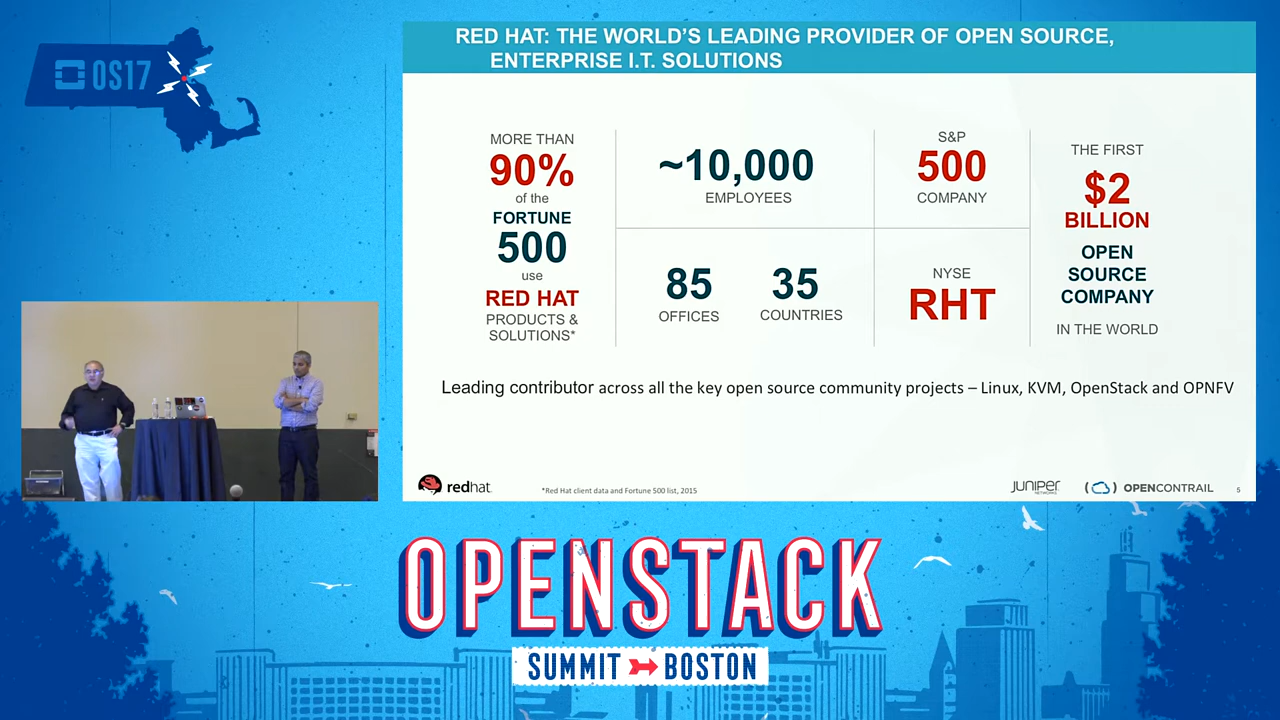 OS17
RED HAT: THE WORLD'S LEADING PROVIDER OF OPEN SOURCE,
ENTERPRISE I.T. SOLUTIONS
MORE THAN
90%
of the
FORTUNE
500
use
RED HAT
PRODUCTS &
SOLUTIONS*
~10,000
EMPLOYEES
85
OFFICES
35
COUNTRIES
S&P
500
COMPANY
NYSE
RHT
THE FIRST
$2
BILLION
OPEN
SOURCE
COMPANY
IN THE WORLD
Leading contributor across all the key open source community projects – Linux, KVM, OpenStack and OPNFV
redhat.
*Red Hat client data and Fortune 500 list, 2015
JUNIPER
NETWORKS
OPENCONTRAIL
5
OPENSTACK
SUMMIT BOSTON